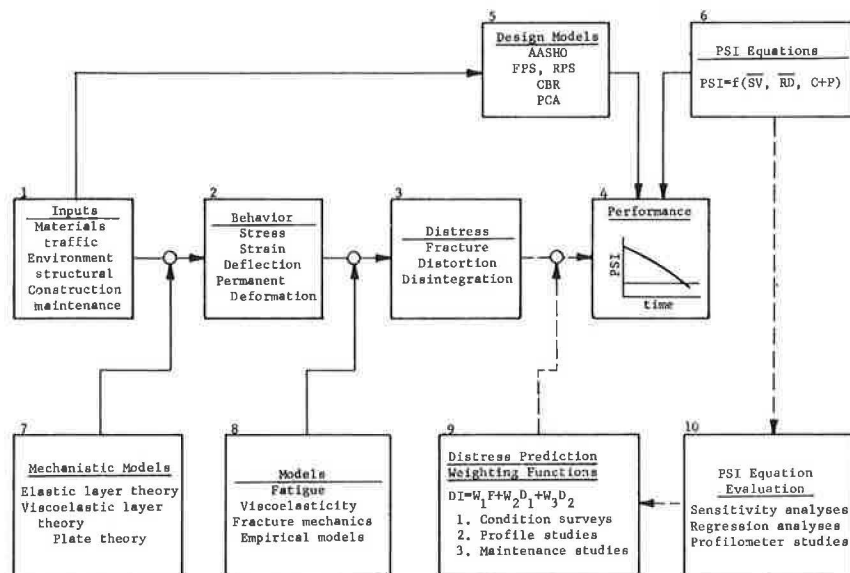 5
Design Models
AASHO
FPS, RPS
CBR
PCA
6
PSI Equations
PSI=f(SV, RD, C+P)
1
Inputs
Materials
traffic
Environment
structural
Construction
maintenance
2
Behavior
Stress
Strain
Deflection
Permanent
Deformation
3
Distress
Fracture
Distortion
Disintegration
4
Performance
PSI
time
7
Mechanistic Models
Elastic layer theory
Viscoelastic layer
theory
Plate theory
8
Models
Fatigue
Viscoelasticity
Fracture mechanics
Empirical models
9
Distress Prediction
Weighting Functions
DI=W1F+W2D1+W3D2
1. Condition surveys
2. Profile studies
3. Maintenance studies
10
PSI Equation
Evaluation
Sensitivity analyses
Regression analyses
Profilometer studies